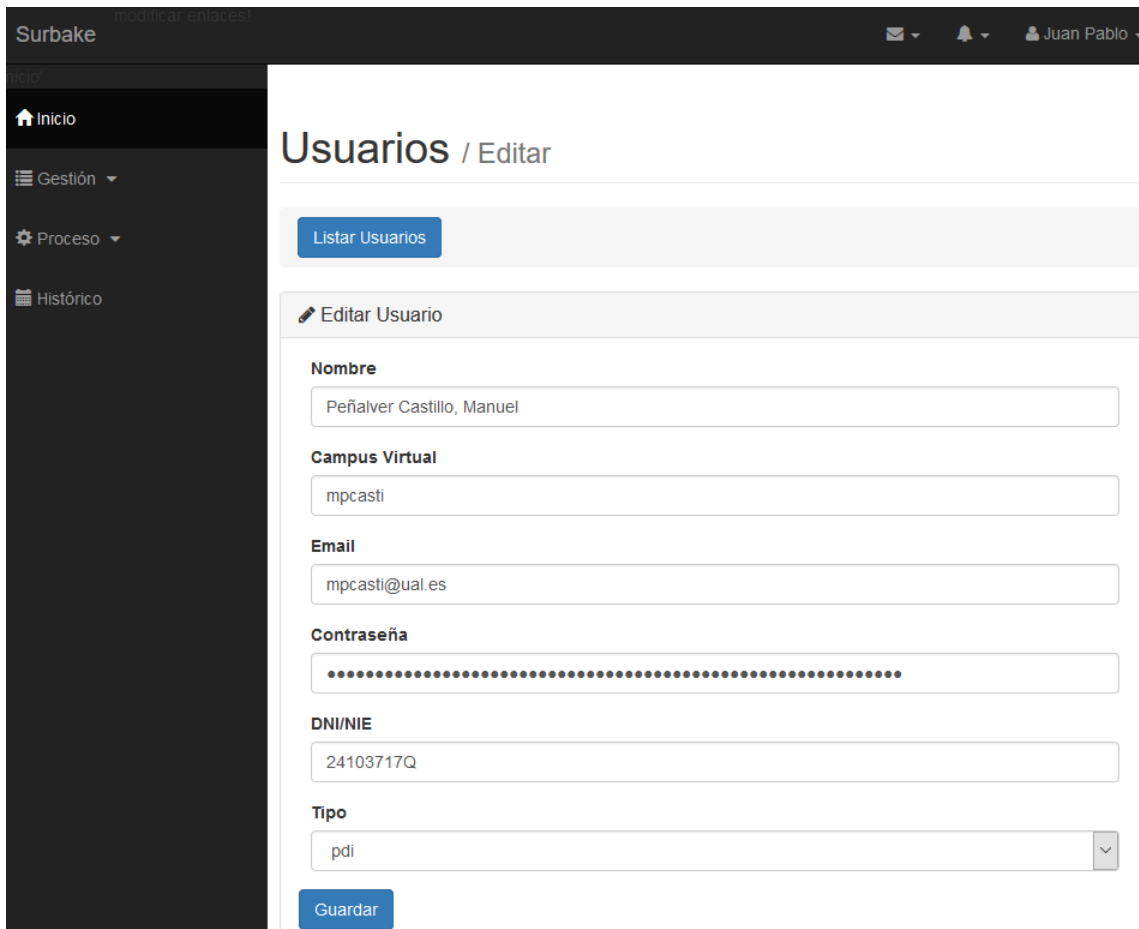 modificar enlaces!
Surbake
Juan Pablo
nicio'
Inicio
Usuarios / Editar
Gestión
Listar Usuarios
Proceso
Histórico
Editar Usuario
Nombre
Peñalver Castillo, Manuel
Campus Virtual
mpcasti
Email
mpcasti@ual.es
Contraseña
••••••••••••••••••••••••••••••••••••••••••••••••••••••••••••
DNI/NIE
24103717Q
Tipo
pdi
Guardar